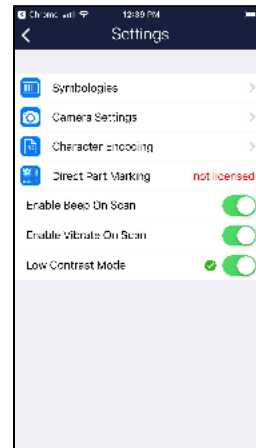 12:39 PM
Settings
Symbologies
Camera Settings
Character Encoding
Direct Part Marking not licensed
Enable Beep On Scan
Enable Vibrate On Scan
Low Contrast Mode